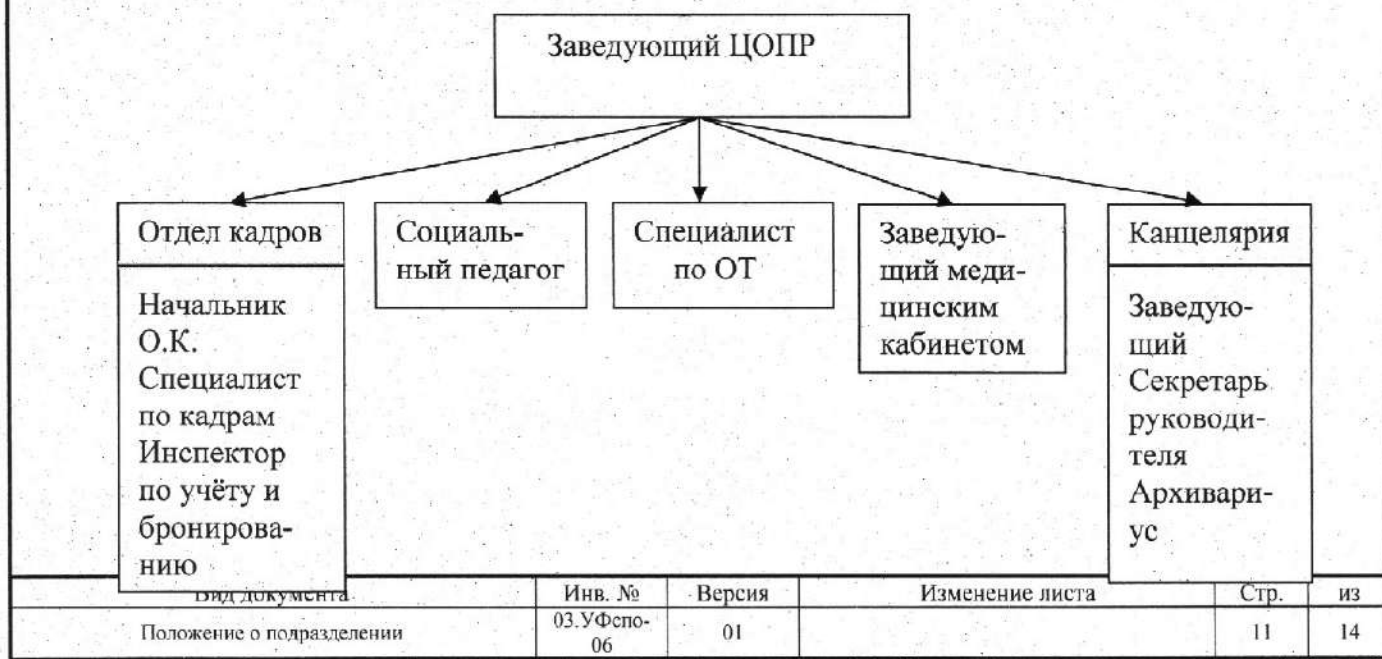 Заведующий ЦОПР
Отдел кадров
Начальник
О.К.
Специалист
по кадрам
Инспектор
по учёту и
бронирова-
нию
Социаль-
ный педагог
Специалист
по ОТ
Заведую-
щий меди-
цинским
кабинетом
Канцелярия
Заведую-
щий
Секретарь
руководи-
теля
Архивари-
ус
Вид документа
Инв. №
Версия
Изменение листа
Стр.
из
Положение о подразделении
03.УФспо-
06
01
11
14